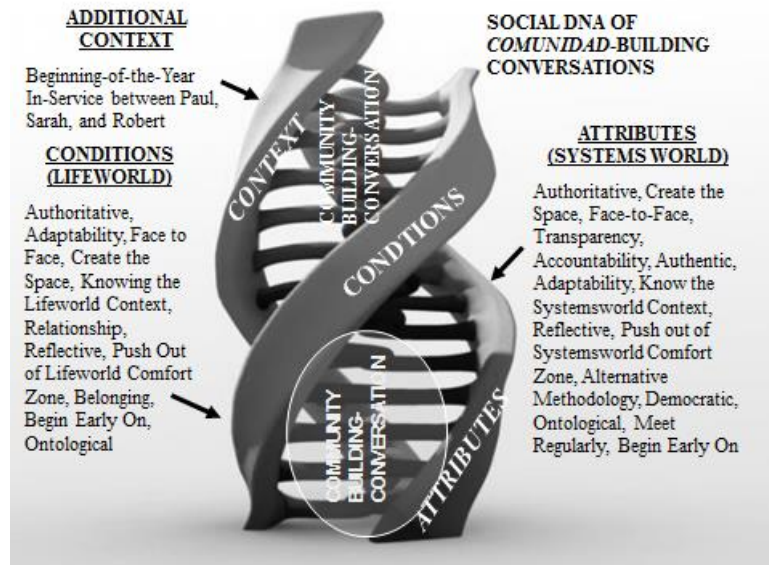 ADDITIONAL
CONTEXT
Beginning-of-the-Year
In-Service between Paul,
Sarah, and Robert
CONDITIONS
(LIFEWORLD)
Authoritative,
Adaptability, Face to
Face, Create the
Space, Knowing the
Lifeworld Context,
Relationship,
Reflective, Push Out
of Lifeworld Comfort
Zone, Belonging,
Begin Early On,
Ontological
CONTEXT
COMMUNITY
BUILDING-
CONVERSATION
CONDTIONS
COMMUNITY
BUILDING-
CONVERSATION
ATTRIBUTES
SOCIAL DNA OF
COMUNIDAD-BUILDING
CONVERSATIONS
ATTRIBUTES
(SYSTEMS WORLD)
Authoritative, Create the
Space, Face-to-Face,
Transparency,
Accountability, Authentic,
Adaptability, Know the
Systemsworld Context,
Reflective, Push out of
Systemsworld Comfort
Zone, Alternative
Methodology, Democratic,
Ontological, Meet
Regularly, Begin Early On